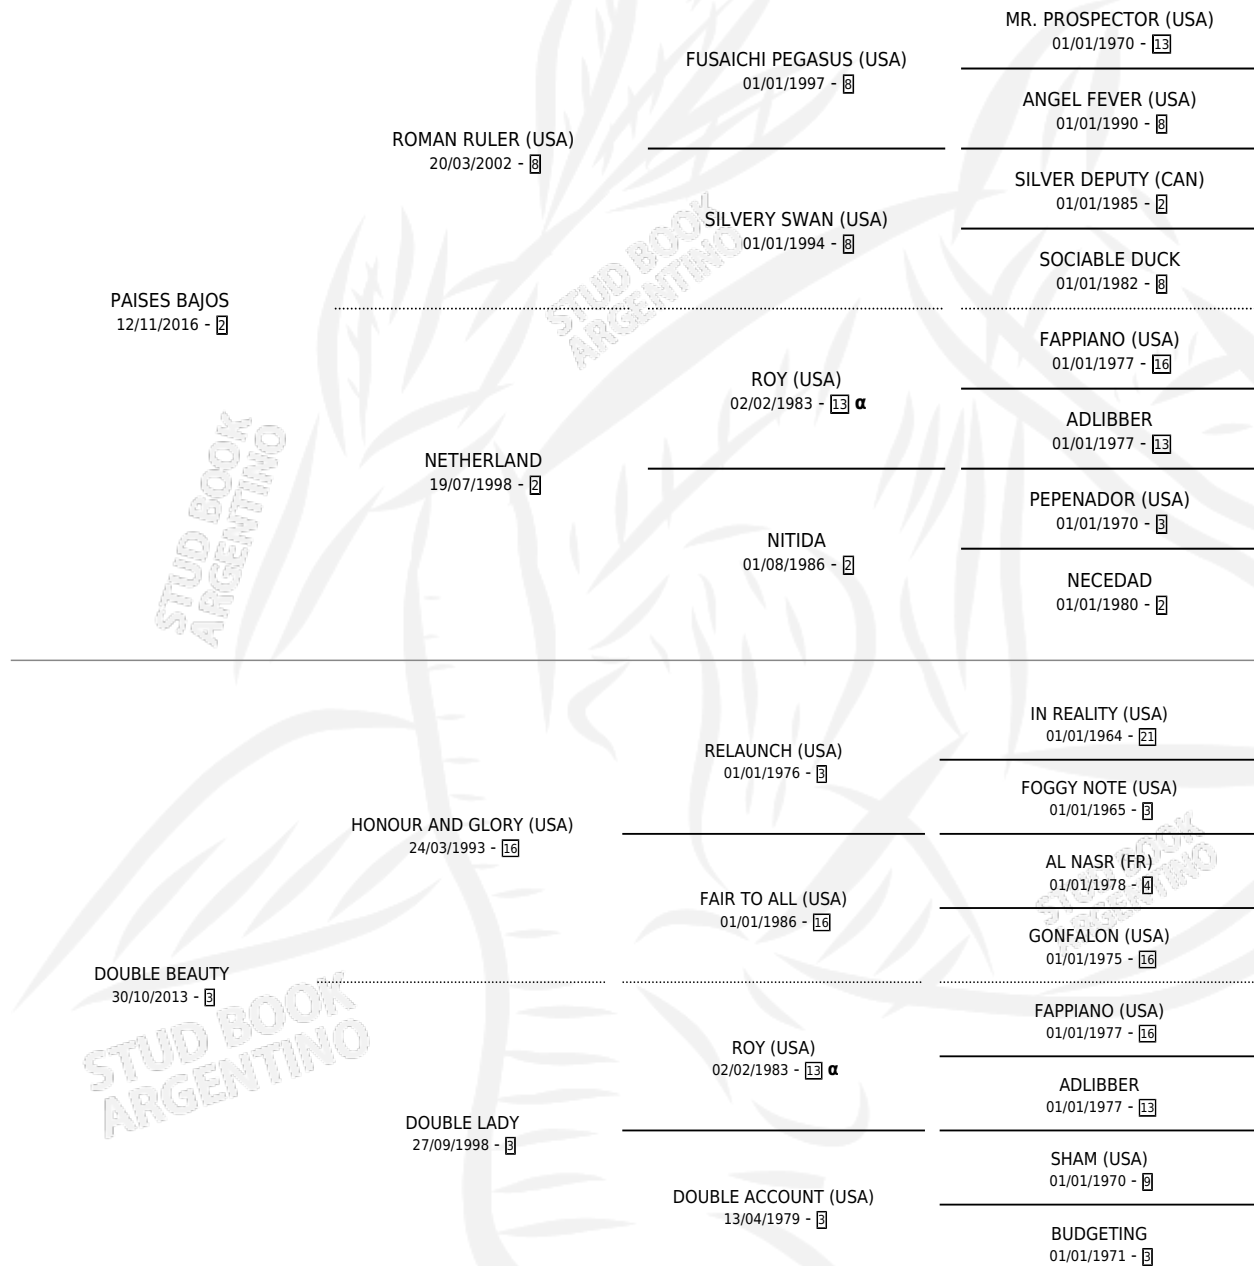 MR. PROSPECTOR (USA)
01/01/1970 - 13
FUSAICHI PEGASUS (USA)
01/01/1997 - 8
ANGEL FEVER (USA)
01/01/1990 - 8
ROMAN RULER (USA)
20/03/2002 - 8
SILVER DEPUTY (CAN)
01/01/1985 - 2
SILVERY SWAN (USA)
01/01/1994 - 8
SOCIABLE DUCK
01/01/1982 - 8
PAISES BAJOS
12/11/2016 - 2
FAPPIANO (USA)
01/01/1977 - 16
ROY (USA)
02/02/1983 - 13 α
ADLIBBER
01/01/1977 - 13
NETHERLAND
19/07/1998 - 2
PEPENADOR (USA)
01/01/1970 - 3
NITIDA
01/08/1986 - 2
NECEDAD
01/01/1980 - 2
IN REALITY (USA)
01/01/1964 - 21
RELAUNCH (USA)
01/01/1976 - 3
FOGGY NOTE (USA)
01/01/1965 - 3
HONOUR AND GLORY (USA)
24/03/1993 - 16
AL NASR (FR)
01/01/1978 - 4
FAIR TO ALL (USA)
01/01/1986 - 16
GONFALON (USA)
01/01/1975 - 16
DOUBLE BEAUTY
30/10/2013 - 3
FAPPIANO (USA)
01/01/1977 - 16
ROY (USA)
02/02/1983 - 13 α
ADLIBBER
01/01/1977 - 13
DOUBLE LADY
27/09/1998 - 3
SHAM (USA)
01/01/1970 - 9
DOUBLE ACCOUNT (USA)
13/04/1979 - 3
BUDGETING
01/01/1971 - 3
STUD BOOK
ARGENTINO
STUD BOOK
ARGENTINO
STUD BOOK
ARGENTINO
STUD BOOK
ARGENTINO